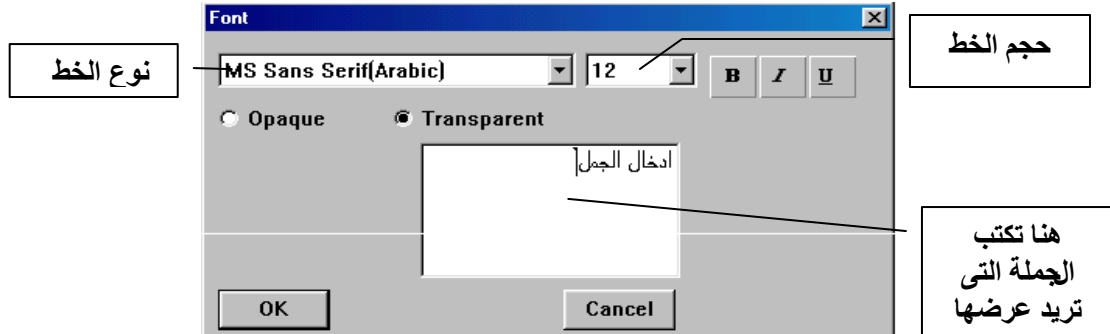 Font
حجم الخط
نوع الخط
MS Sans Serif(Arabic)
12
B I U
Opaque
Transparent
ادخال الجمل
هنا تكتب
الجملة التى
تريد عرضها
OK
Cancel